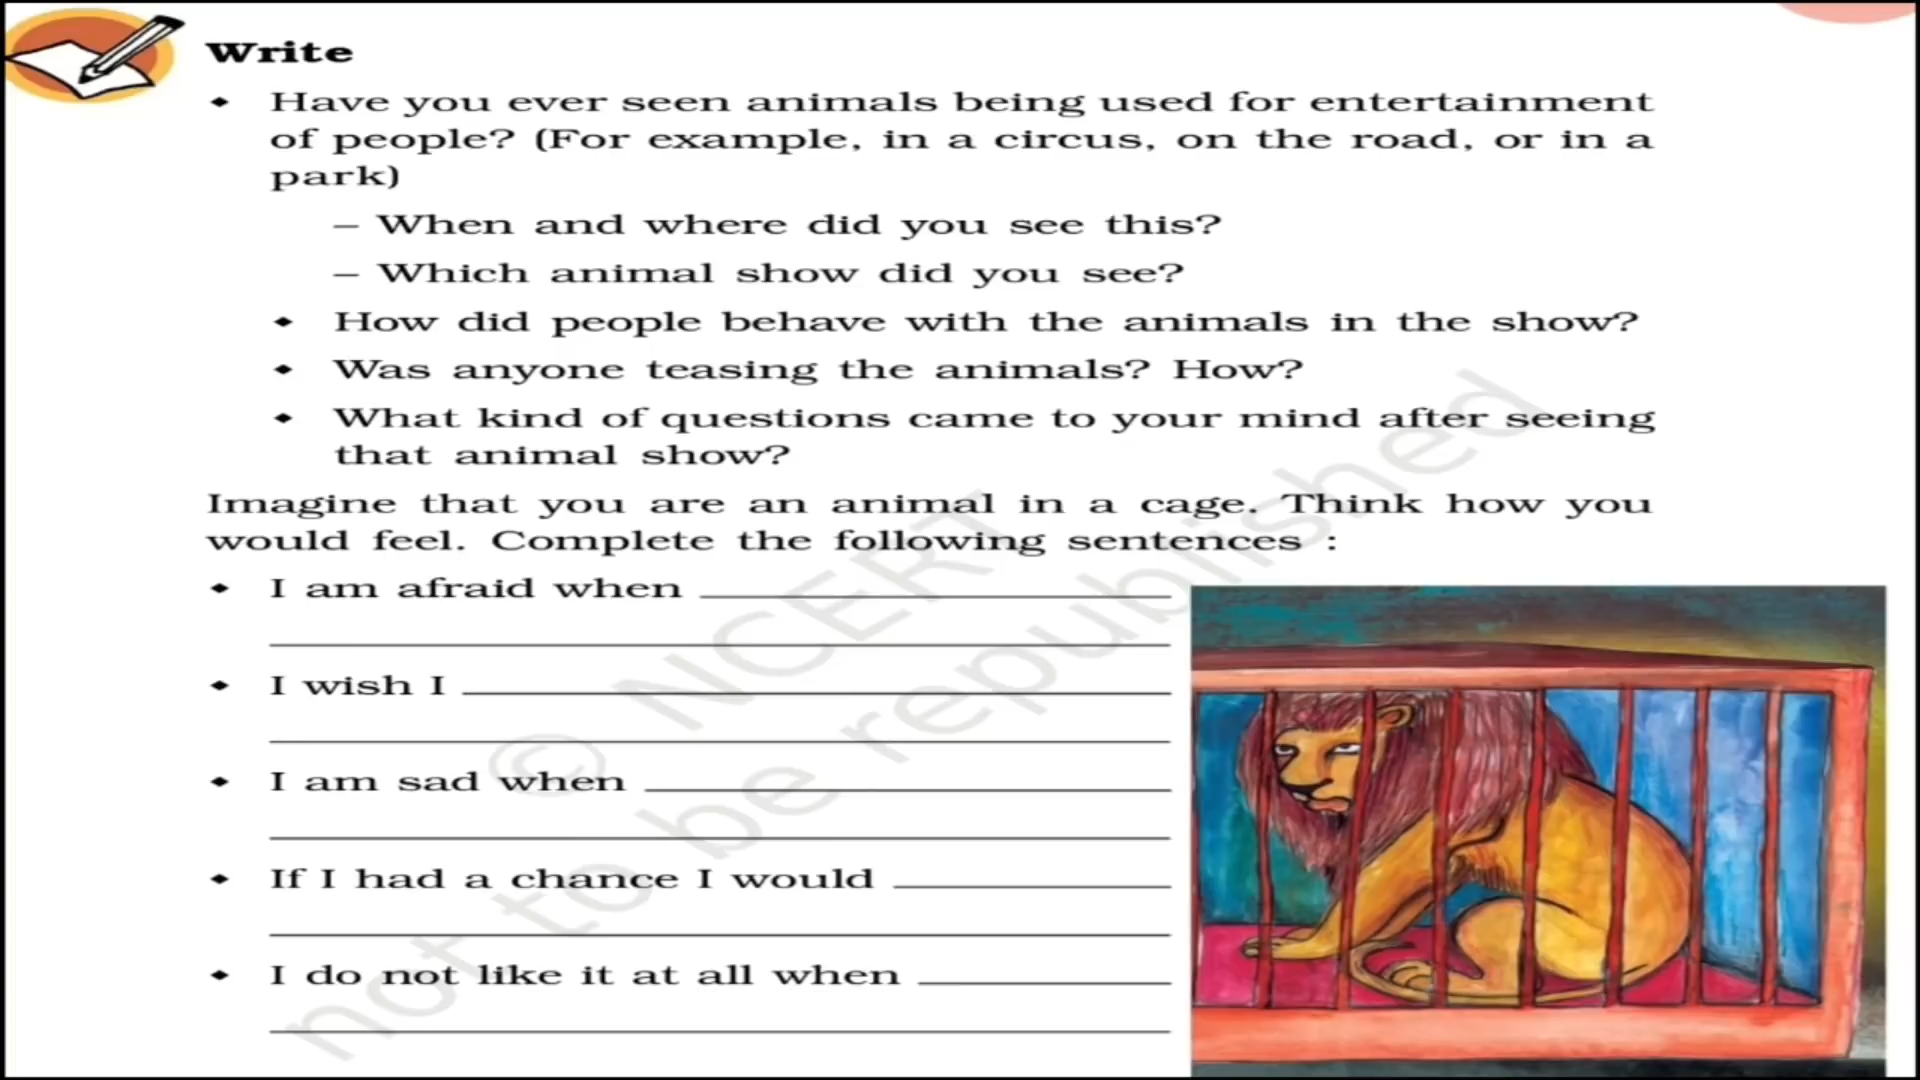 Write
◆ Have you ever seen animals being used for entertainment
of people? (For example, in a circus, on the road, or in a
park)
– When and where did you see this?
– Which animal show did you see?
◆ How did people behave with the animals in the show?
◆ Was anyone teasing the animals? How?
◆ What kind of questions came to your mind after seeing
that animal show?
Imagine that you are an animal in a cage. Think how you
would feel. Complete the following sentences :
◆ I am afraid when
◆ I wish I
◆ I am sad when
◆ If I had a chance I would
◆ I do not like it at all when
© NCERT
not to be republished